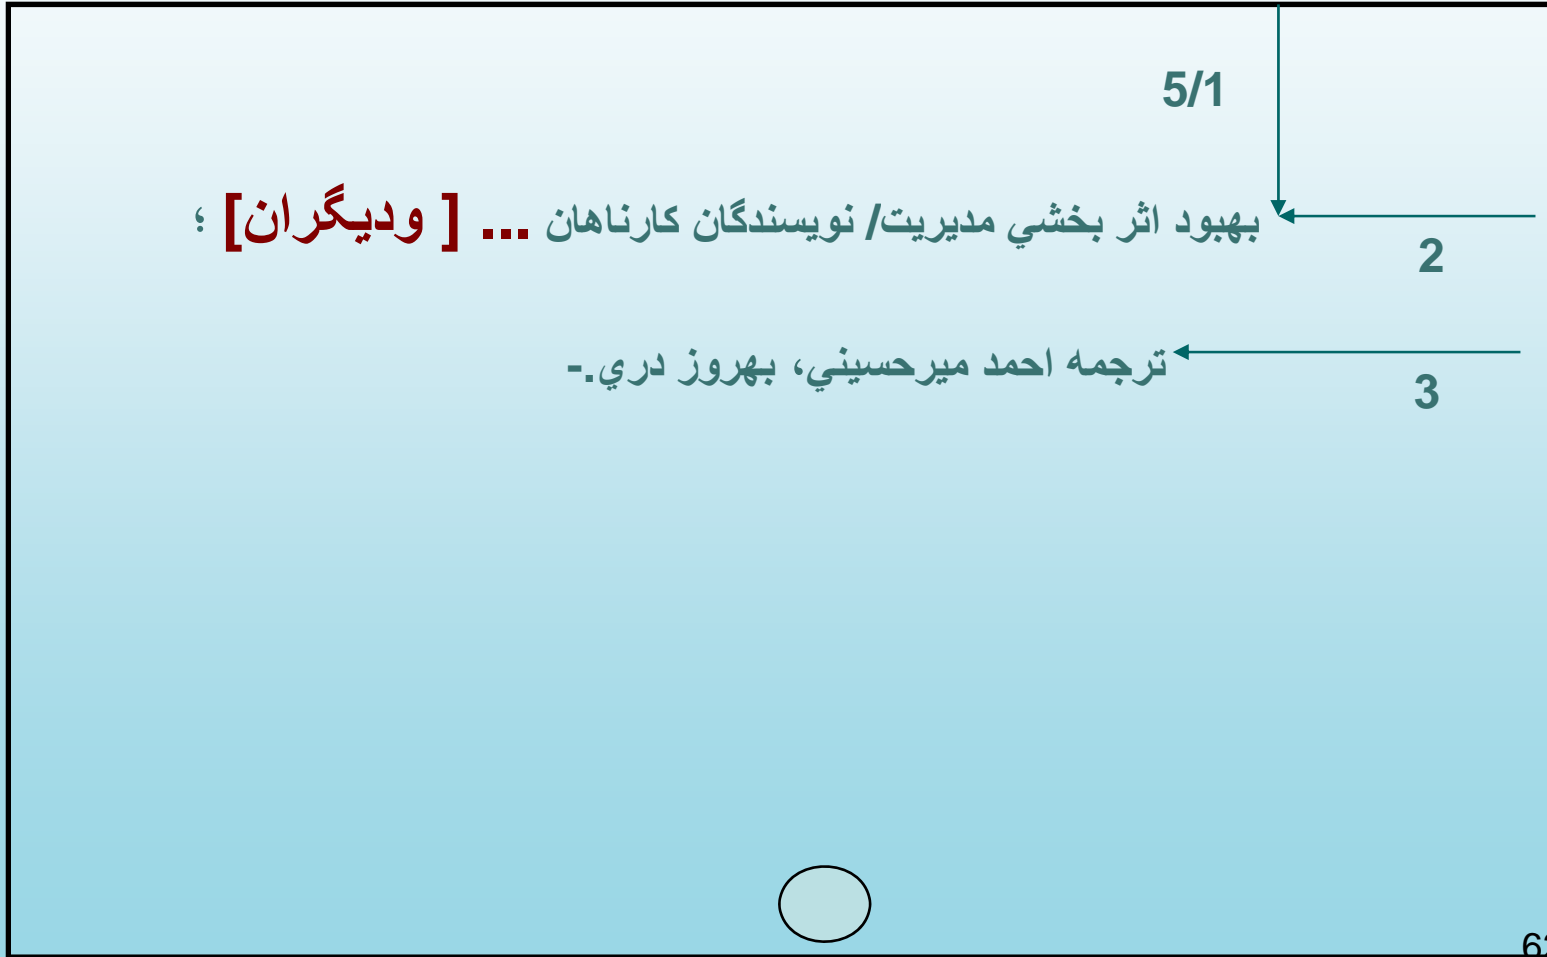 5/1
بهبود اثر بخشي مديريت/ نويسندگان كارناهان ... [ وديگران] ؛
2
ترجمه احمد ميرحسيني، بهروز دري.-
3